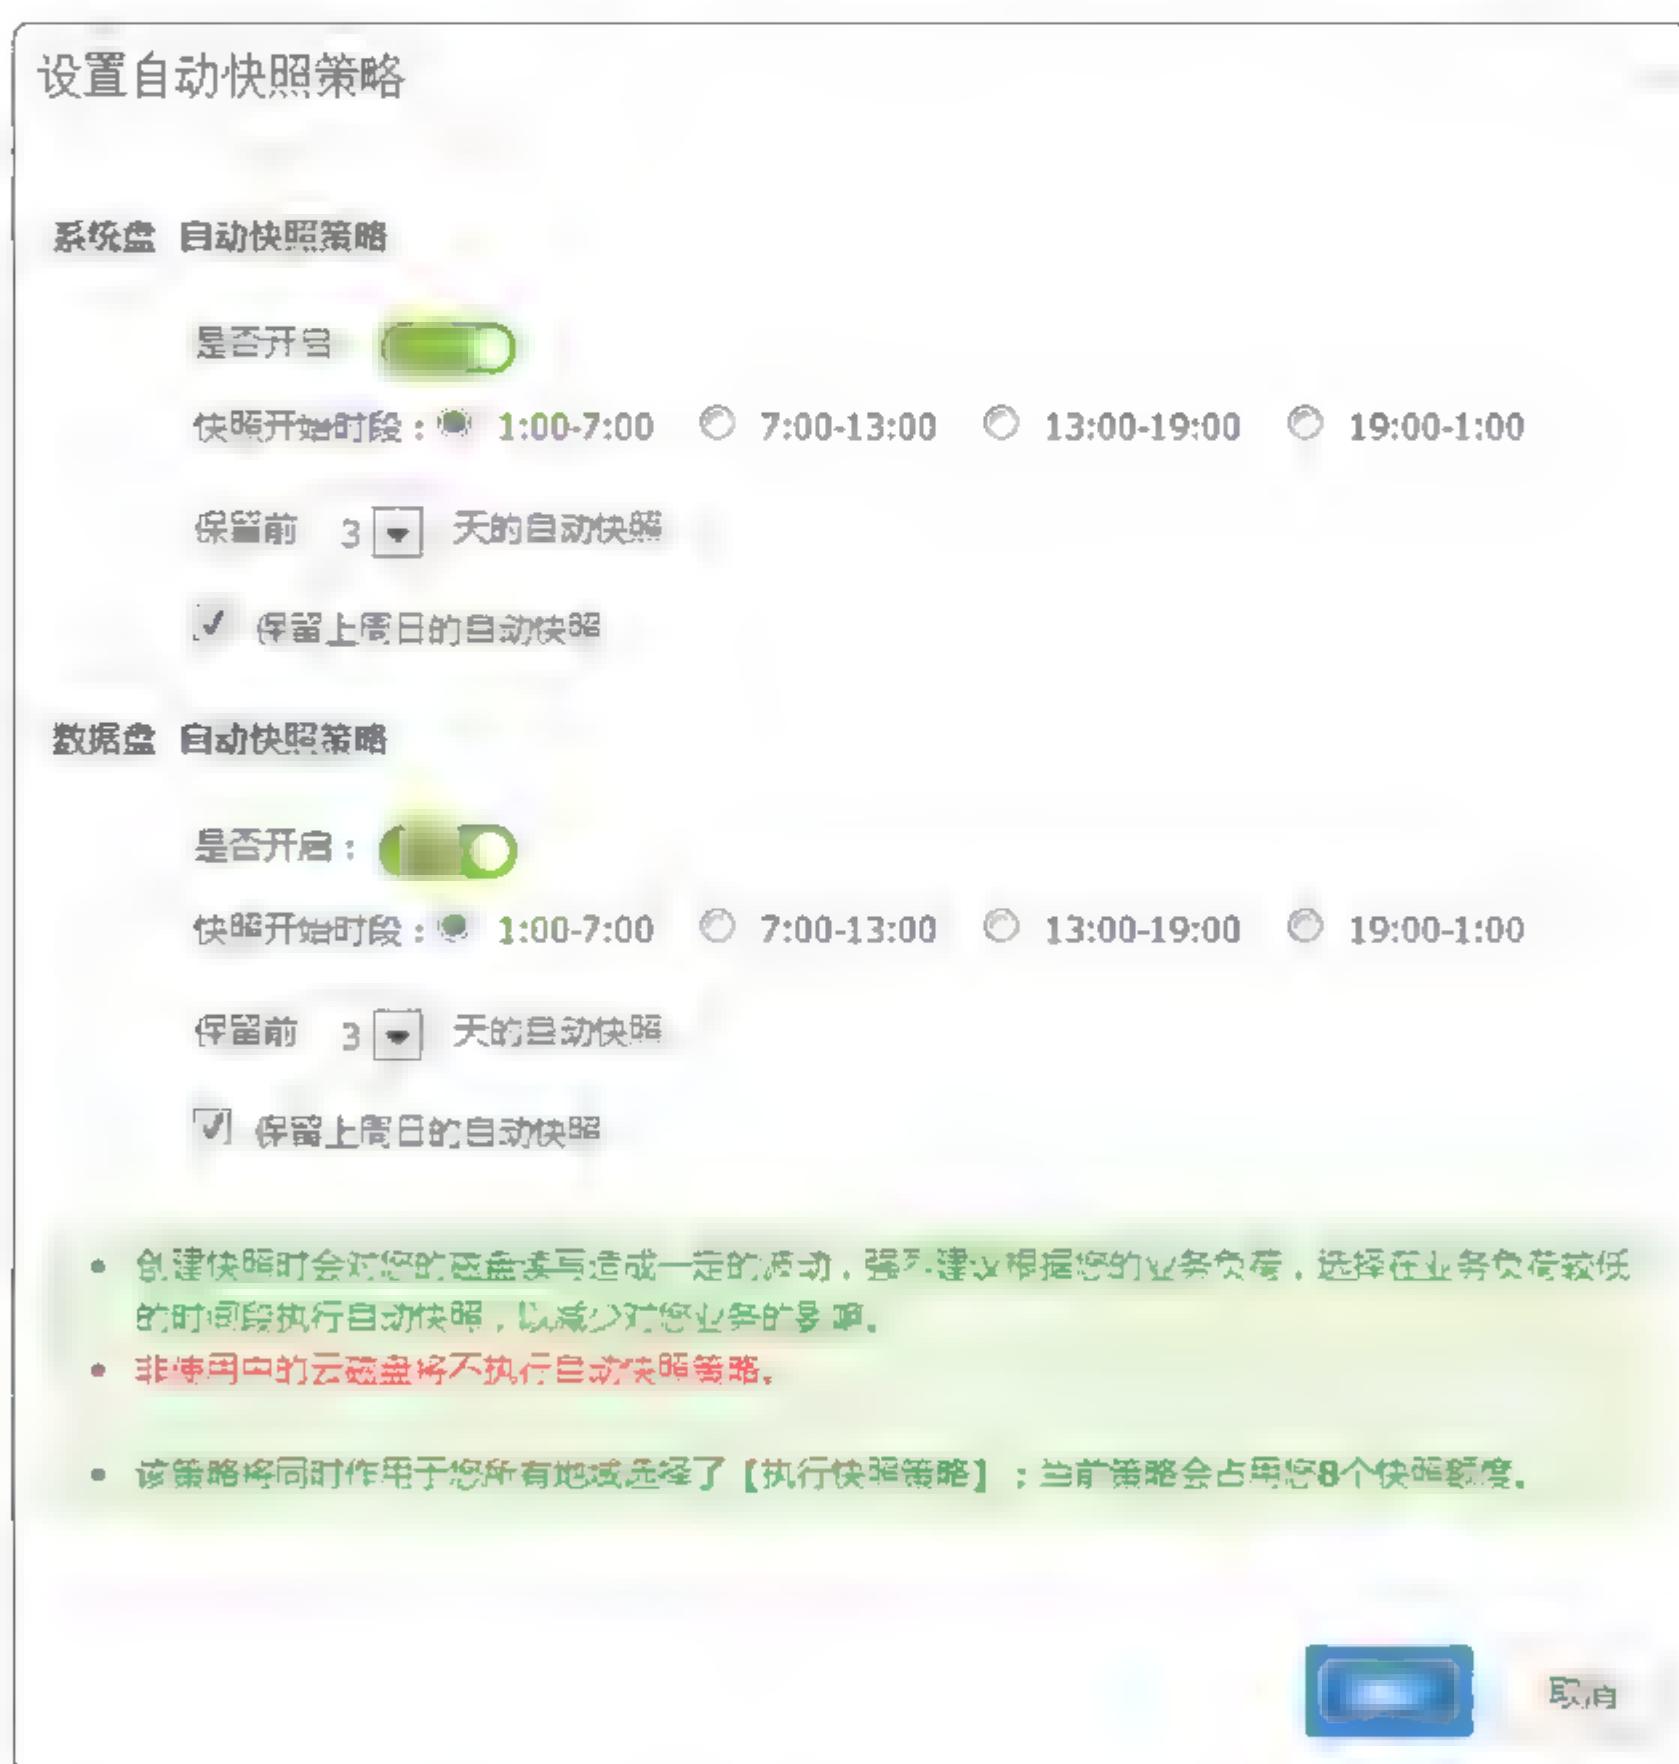 设置自动快照策略
系统盘 自动快照策略
是否开启
快照开始时段：1:00-7:00 7:00-13:00 13:00-19:00 19:00-1:00
保留前 3 天的自动快照
保留上周日的自动快照
数据盘 自动快照策略
是否开启：
快照开始时段：1:00-7:00 7:00-13:00 13:00-19:00 19:00-1:00
保留前 3 天的自动快照
保留上周日的自动快照
创建快照时会对您的磁盘读写造成一定的波动，强烈建议根据您的业务负荷，选择在业务负荷较低
的时间段执行自动快照，以减少对您业务的影响。
非使用中的云磁盘将不执行自动快照策略。
该策略将同时作用于您所有地域选择了【执行快照策略】；当前策略会占用您8个快照额度。
取消